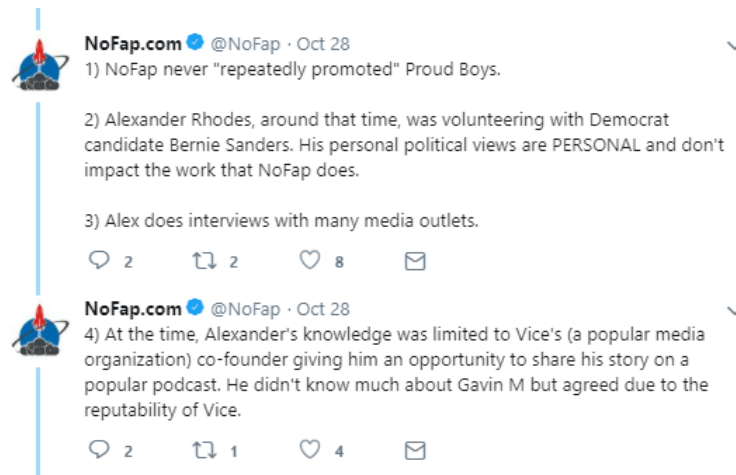 NoFap.com @NoFap · Oct 28
1) NoFap never "repeatedly promoted" Proud Boys.
2) Alexander Rhodes, around that time, was volunteering with Democrat
candidate Bernie Sanders. His personal political views are PERSONAL and don't
impact the work that NoFap does.
3) Alex does interviews with many media outlets.
2 2 8
NoFap.com @NoFap · Oct 28
4) At the time, Alexander's knowledge was limited to Vice's (a popular media
organization) co-founder giving him an opportunity to share his story on a
popular podcast. He didn't know much about Gavin M but agreed due to the
reputability of Vice.
2 1 4